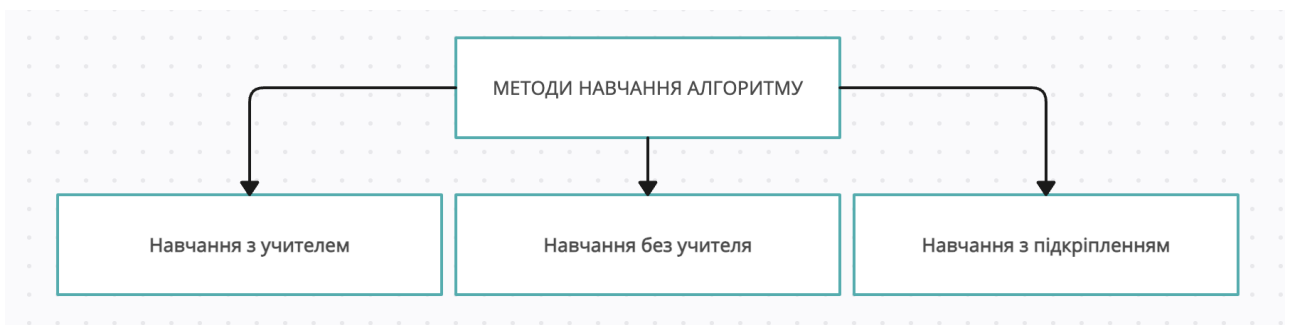 МЕТОДИ НАВЧАННЯ АЛГОРИТМУ
Навчання з учителем
Навчання без учителя
Навчання з підкріпленням